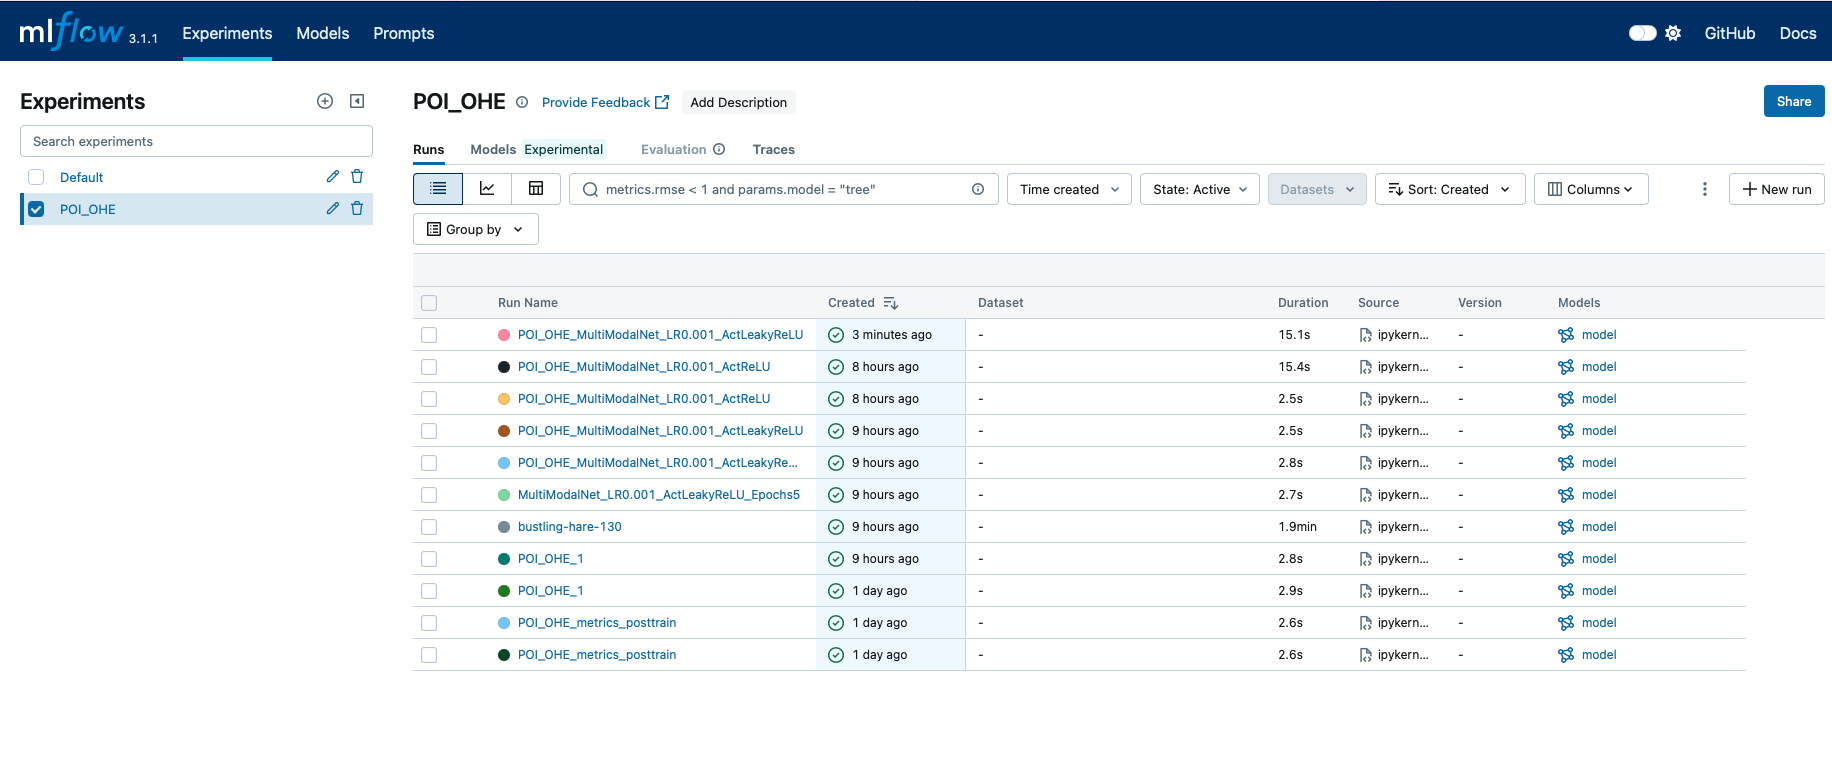 mlflow 3.1.1 Experiments Models Prompts GitHub Docs
Experiments
Search experiments
Default
POI_OHE
POI_OHE Provide Feedback Add Description Share
Runs Models Experimental Evaluation Traces
metrics.rmse < 1 and params.model = "tree" Time created State: Active Datasets Sort: Created Columns New run
Group by
Run Name Created Dataset Duration Source Version Models
POI_OHE_MultiModalNet_LR0.001_ActLeakyReLU 3 minutes ago - 15.1s ipykern... - model
POI_OHE_MultiModalNet_LR0.001_ActReLU 8 hours ago - 15.4s ipykern... - model
POI_OHE_MultiModalNet_LR0.001_ActReLU 8 hours ago - 2.5s ipykern... - model
POI_OHE_MultiModalNet_LR0.001_ActLeakyReLU 9 hours ago - 2.5s ipykern... - model
POI_OHE_MultiModalNet_LR0.001_ActLeakyRe... 9 hours ago - 2.8s ipykern... - model
MultiModalNet_LR0.001_ActLeakyReLU_Epochs5 9 hours ago - 2.7s ipykern... - model
bustling-hare-130 9 hours ago - 1.9min ipykern... - model
POI_OHE_1 9 hours ago - 2.8s ipykern... - model
POI_OHE_1 1 day ago - 2.9s ipykern... - model
POI_OHE_metrics_posttrain 1 day ago - 2.6s ipykern... - model
POI_OHE_metrics_posttrain 1 day ago - 2.6s ipykern... - model